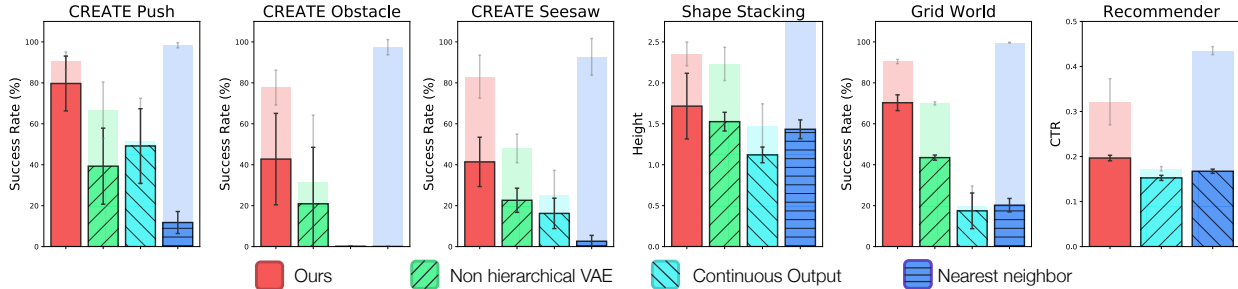 CREATE Push
CREATE Obstacle
CREATE Seesaw
Shape Stacking
Grid World
Recommender
Success Rate (%)
100
80
60
40
20
0
Success Rate (%)
100
80
60
40
20
0
Success Rate (%)
100
80
60
40
20
0
Height
2.5
2.0
1.5
1.0
0.5
0.0
Success Rate (%)
100
80
60
40
20
0
CTR
0.5
0.4
0.3
0.2
0.1
0.0
Ours
Non hierarchical VAE
Continuous Output
Nearest neighbor